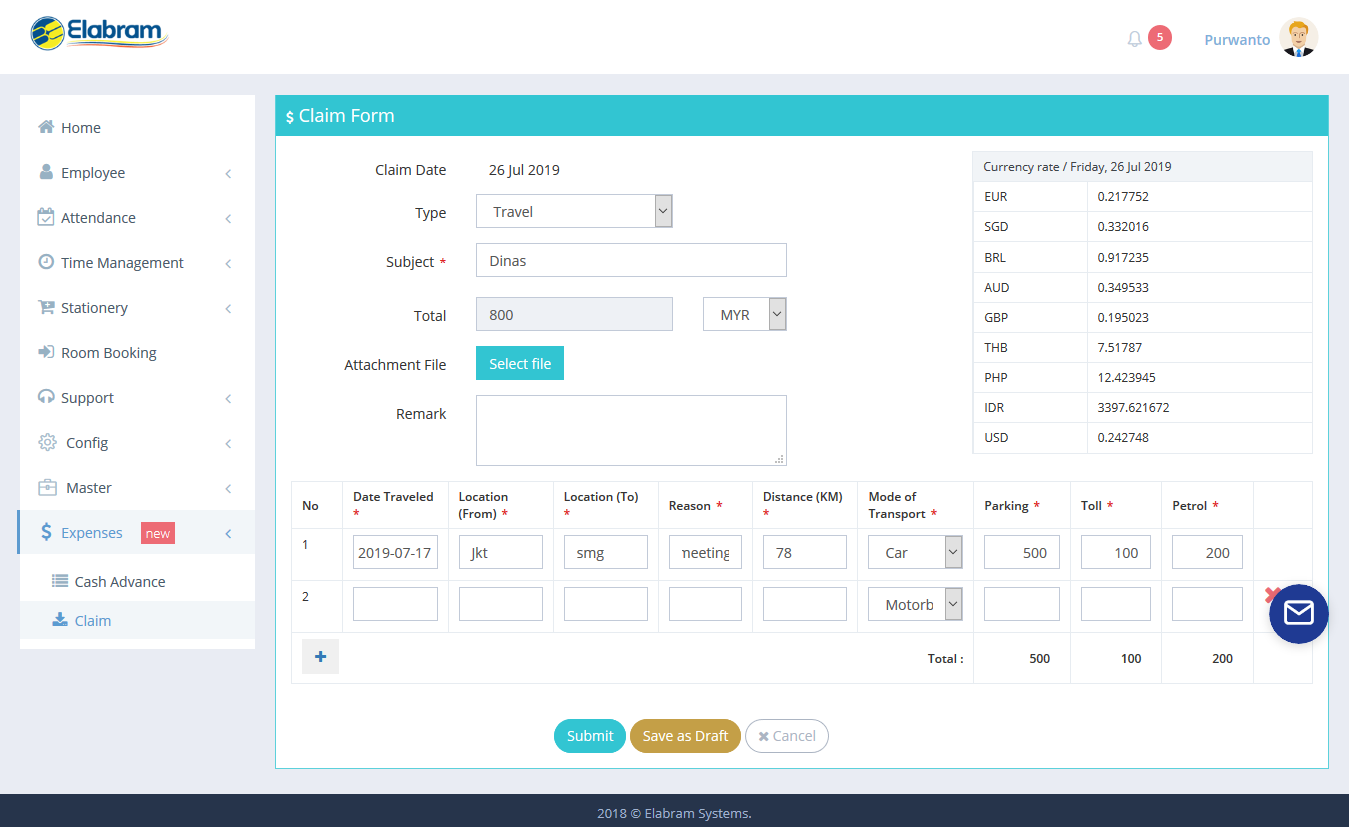 Elabram
5
Purwanto
Home
Employee
Attendance
Time Management
Stationery
Room Booking
Support
Config
Master
Expenses new
Cash Advance
Claim
$ Claim Form
Claim Date 26 Jul 2019
Type Travel
Subject * Dinas
Total 800 MYR
Attachment File Select file
Remark
Currency rate / Friday, 26 Jul 2019
EUR 0.217752
SGD 0.332016
BRL 0.917235
AUD 0.349533
GBP 0.195023
THB 7.51787
PHP 12.423945
IDR 3397.621672
USD 0.242748
No Date Traveled * Location (From) * Location (To) * Reason * Distance (KM) * Mode of Transport * Parking * Toll * Petrol *
1 2019-07-17 Jkt smg meeting 78 Car 500 100 200
2 Motorb
+ Total : 500 100 200
Submit Save as Draft Cancel
2018 © Elabram Systems.